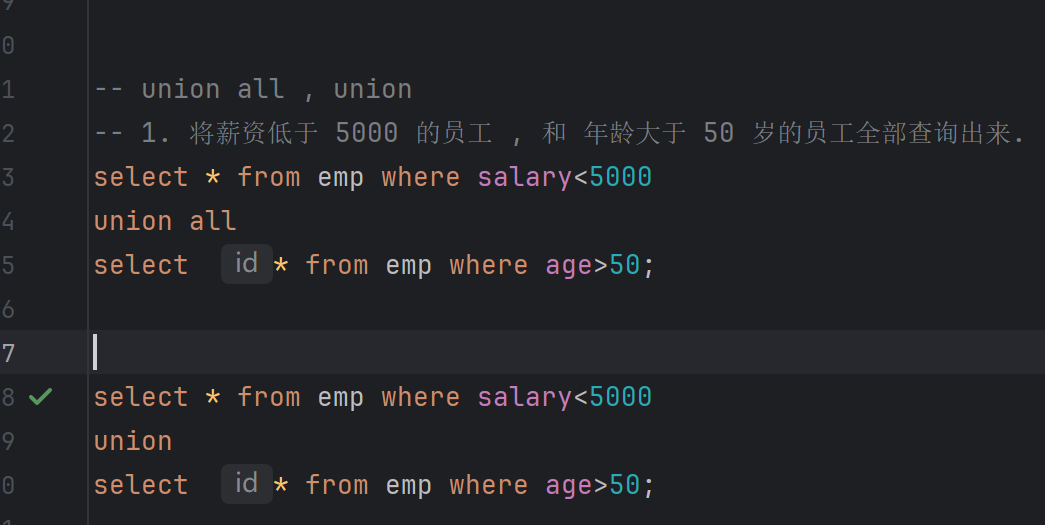 9
0
1 -- union all , union
2 -- 1. 将薪资低于 5000 的员工 , 和 年龄大于 50 岁的员工全部查询出来.
3 select * from emp where salary<5000
4 union all
5 select id * from emp where age>50;
6
7
8 select * from emp where salary<5000
9 union
0 select id * from emp where age>50;